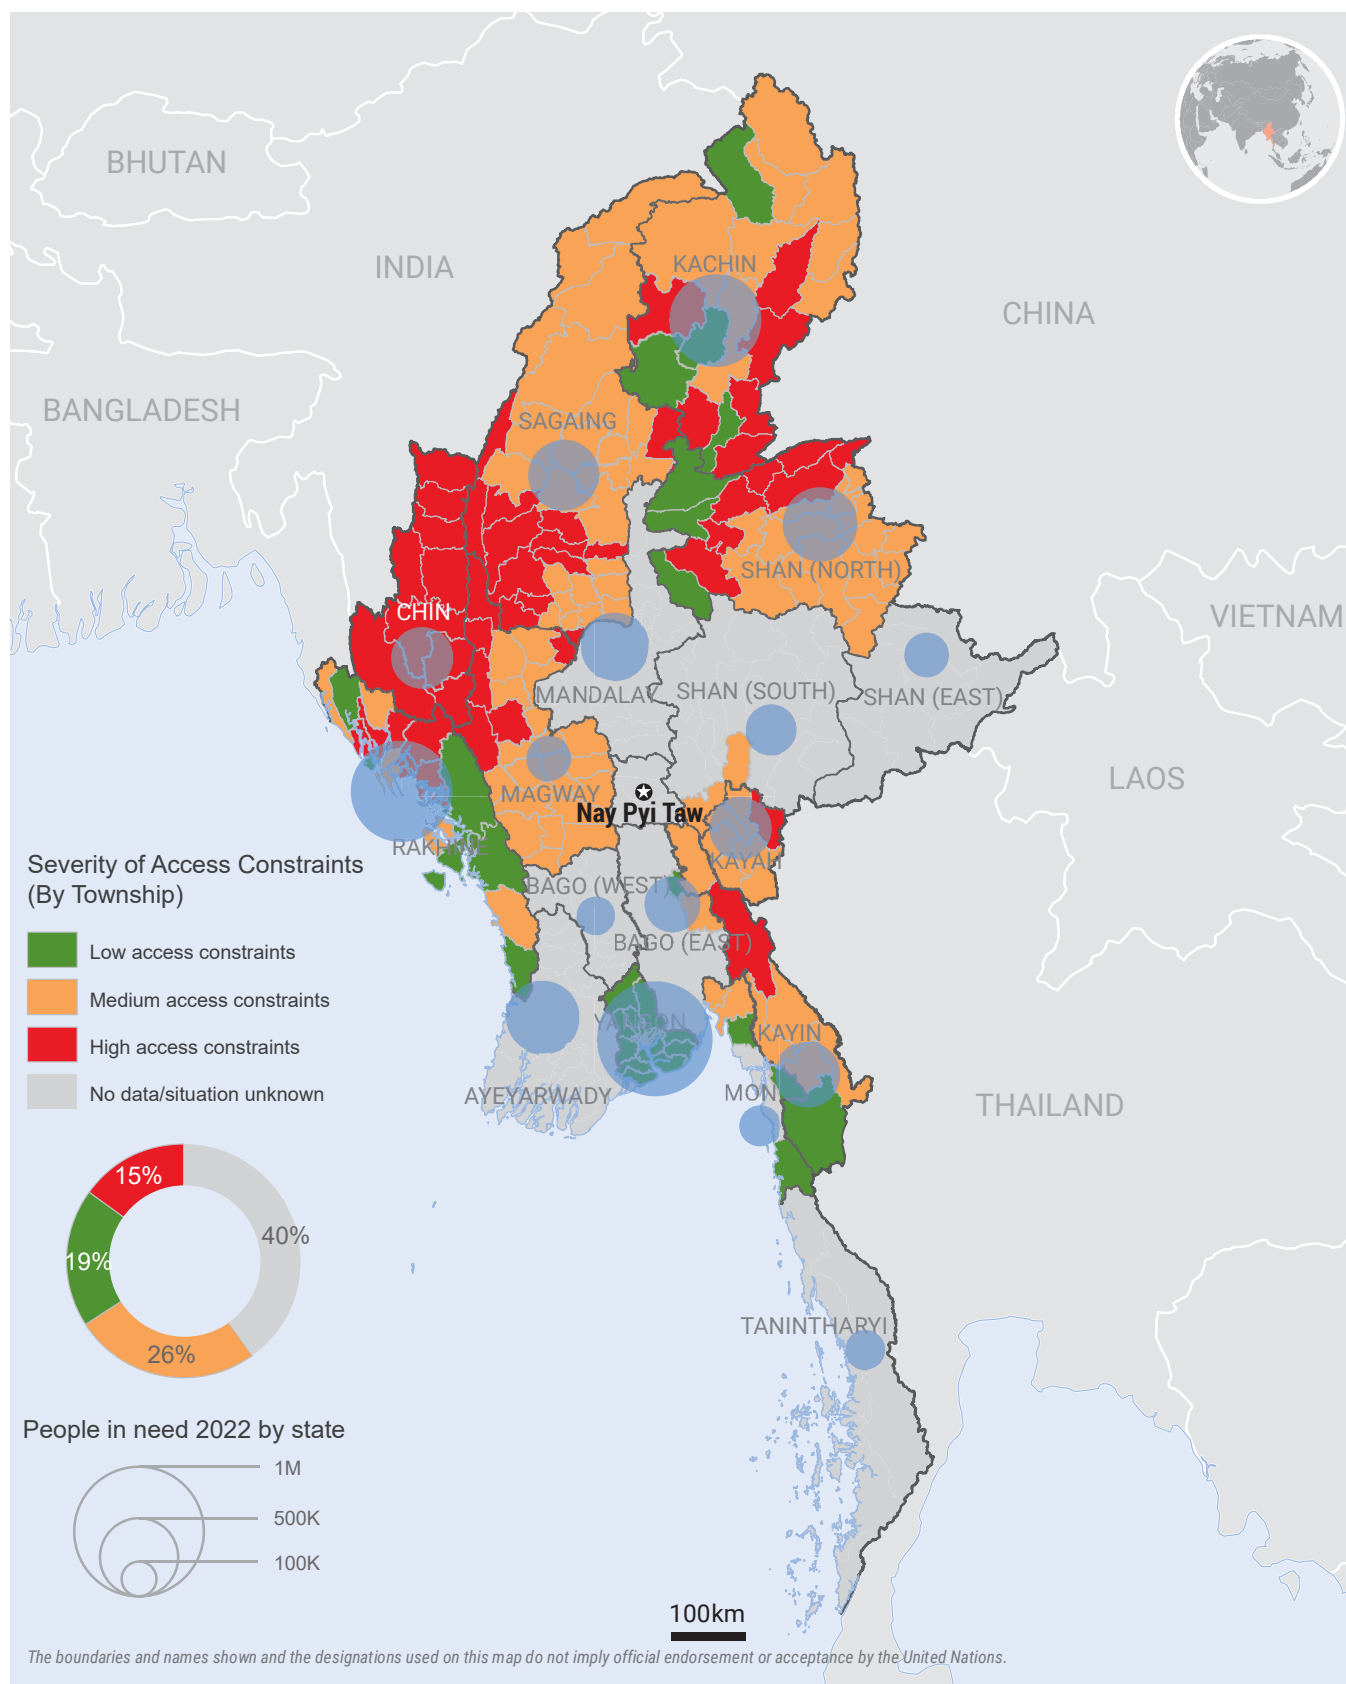 BHUTAN
INDIA
KACHIN
CHINA
BANGLADESH
SAGAING
SHAN (NORTH)
CHIN
VIETNAM
MANDALAY
SHAN (SOUTH)
SHAN (EAST)
LAOS
MAGWAY
Nay Pyi Taw
RAKHINE
KAYAH
BAGO (WEST)
BAGO (EAST)
YANGON
KAYIN
AYEYARWADY
MON
THAILAND
TANINTHARYI
Severity of Access Constraints
(By Township)
Low access constraints
Medium access constraints
High access constraints
No data/situation unknown
15%
40%
19%
26%
People in need 2022 by state
1M
500K
100K
100km
The boundaries and names shown and the designations used on this map do not imply official endorsement or acceptance by the United Nations.